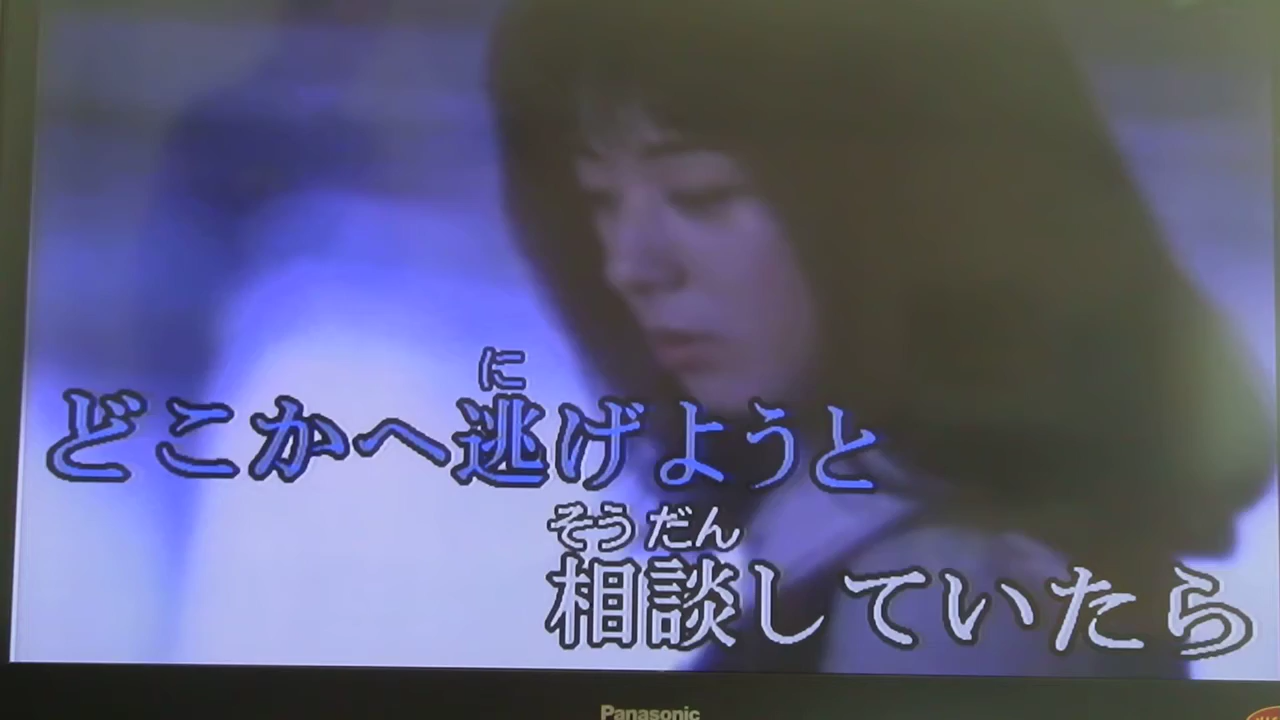 に
どこかへ逃げようと
そうだん
相談していたら
Panasonic